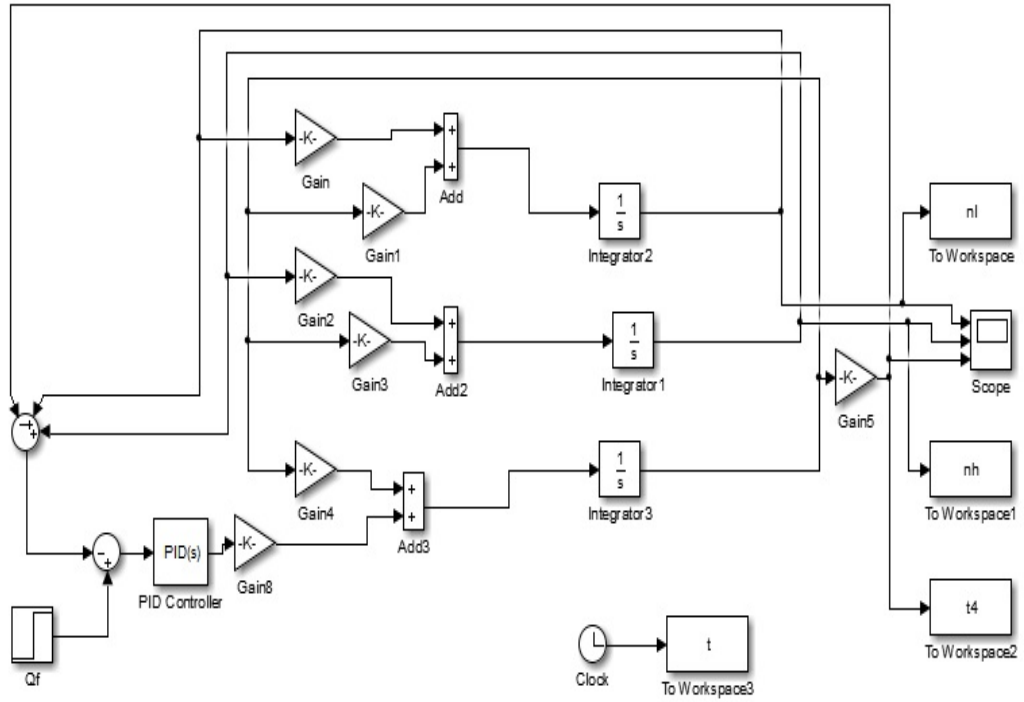 -K-
Gain
+
+
Add
-K-
Gain1
1
s
Integrator2
nl
To Workspace
-K-
Gain2
-K-
Gain3
+
+
Add2
1
s
Integrator1
Scope
-K-
Gain5
+
-K-
Gain4
+
+
Add3
1
s
Integrator3
nh
To Workspace1
-
+
PID(s)
PID Controller
-K-
Gain8
Qf
Clock
t
To Workspace3
t4
To Workspace2